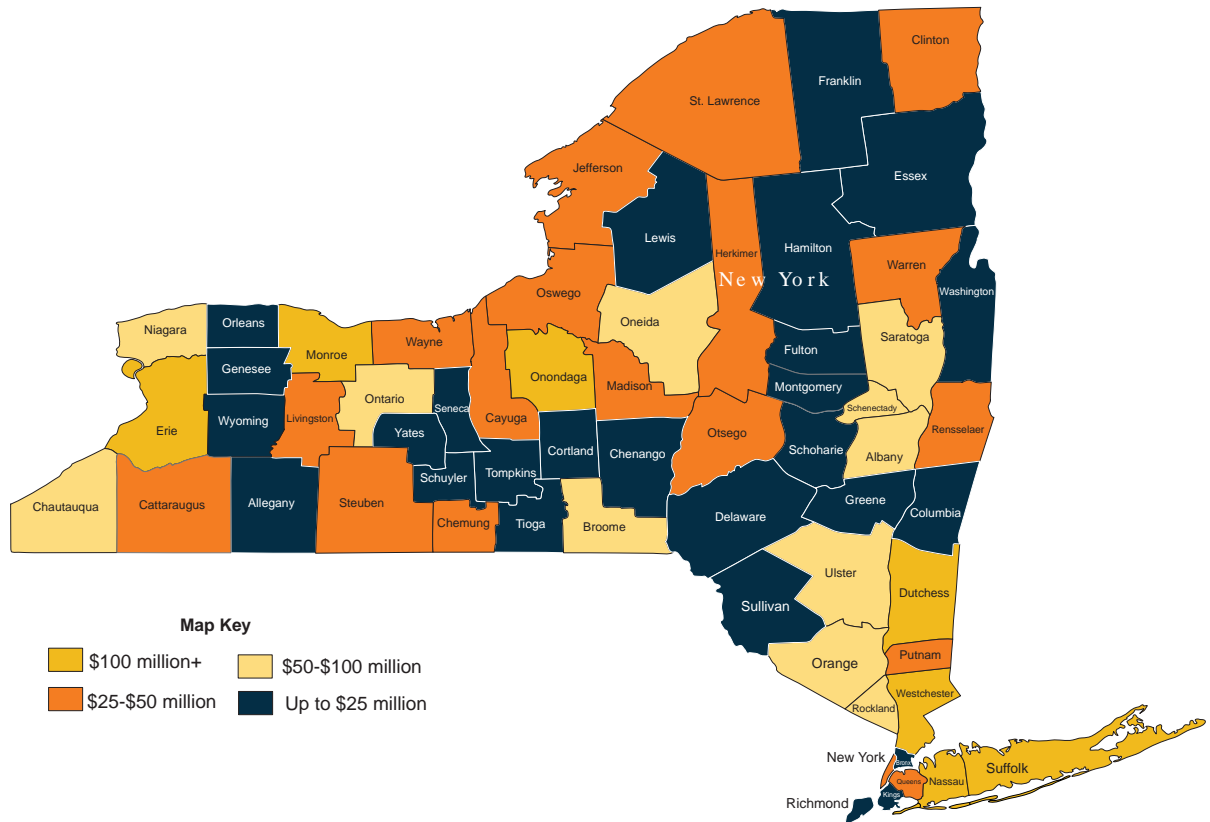 Clinton
Franklin
St. Lawrence
Jefferson
Essex
Lewis
Hamilton
Herkimer
Warren
New York
Washington
Oswego
Oneida
Niagara
Orleans
Monroe
Wayne
Saratoga
Fulton
Genesee
Onondaga
Madison
Montgomery
Ontario
Seneca
Schenectady
Wyoming
Livingston
Cayuga
Erie
Yates
Otsego
Rensselaer
Schoharie
Albany
Cortland
Chenango
Tompkins
Schuyler
Chautauqua
Cattaraugus
Allegany
Steuben
Greene
Columbia
Chemung
Tioga
Broome
Delaware
Ulster
Dutchess
Sullivan
Map Key
$100 million+
$50-$100 million
$25-$50 million
Up to $25 million
Orange
Putnam
Westchester
Rockland
New York
Bronx
Suffolk
Queens
Nassau
Kings
Richmond